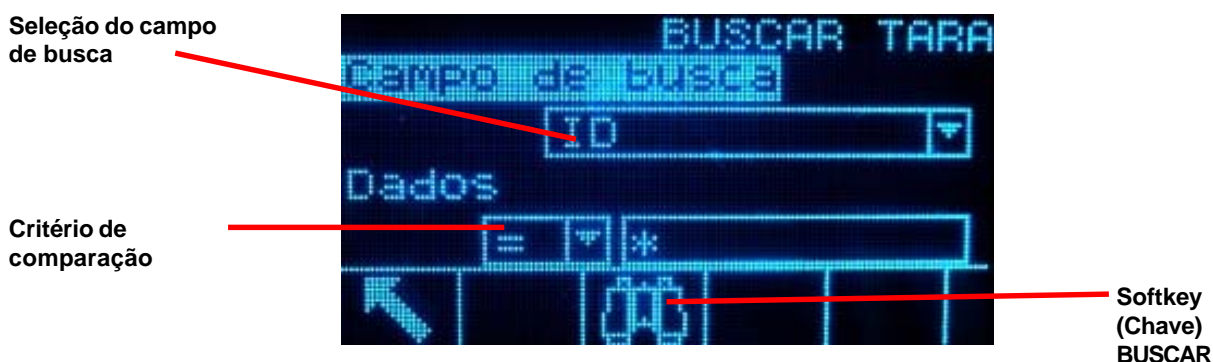 Seleção do campo
de busca
BUSCAR TARA
Campo de busca
ID
Dados
Critério de
comparação
= *
Softkey
(Chave)
BUSCAR